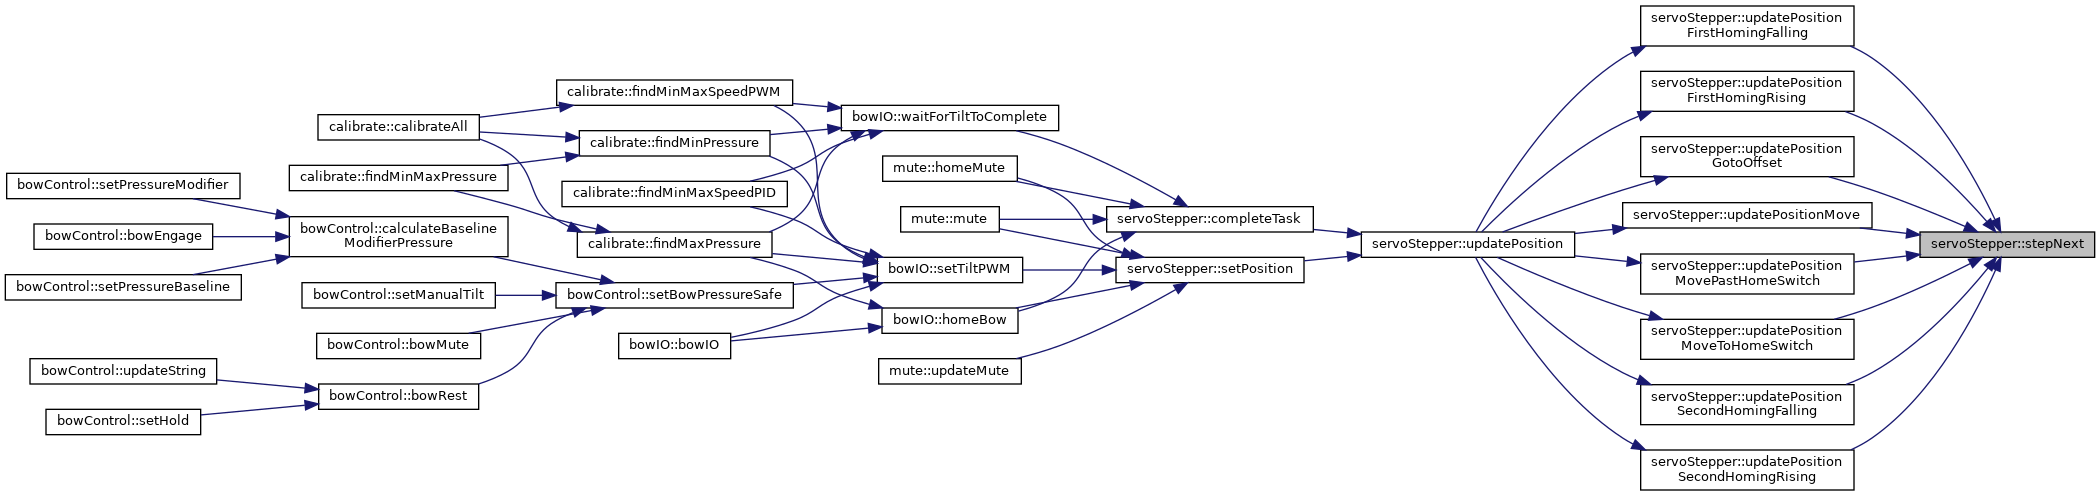 bowControl::setPressureModifier
bowControl::bowEngage
bowControl::setPressureBaseline
bowControl::updateString
bowControl::setHold
calibrate::calibrateAll
calibrate::findMinMaxPressure
bowControl::calculateBaseline
ModifierPressure
bowControl::setManualTilt
bowControl::bowMute
bowControl::bowRest
calibrate::findMinMaxSpeedPWM
calibrate::findMinPressure
calibrate::findMinMaxSpeedPID
calibrate::findMaxPressure
bowControl::setBowPressureSafe
bowIO::bowIO
bowIO::waitForTiltToComplete
mute::homeMute
mute::mute
bowIO::setTiltPWM
bowIO::homeBow
mute::updateMute
servoStepper::completeTask
servoStepper::setPosition
servoStepper::updatePosition
servoStepper::updatePosition
FirstHomingFalling
servoStepper::updatePosition
FirstHomingRising
servoStepper::updatePosition
GotoOffset
servoStepper::updatePositionMove
servoStepper::updatePosition
MovePastHomeSwitch
servoStepper::updatePosition
MoveToHomeSwitch
servoStepper::updatePosition
SecondHomingFalling
servoStepper::updatePosition
SecondHomingRising
servoStepper::stepNext